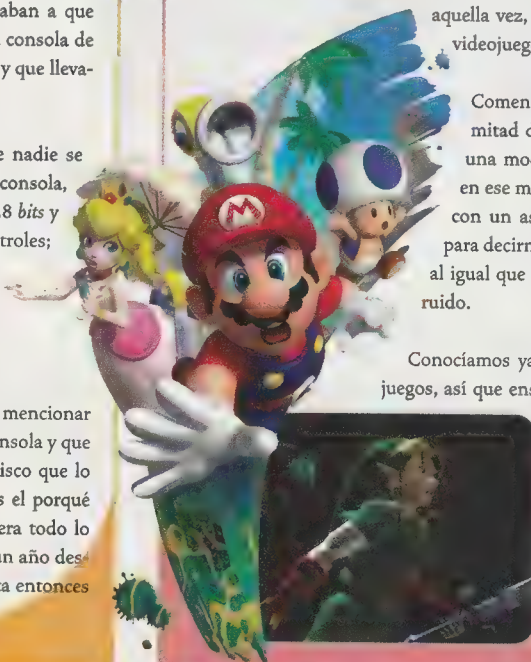 aban a que
consola de
y que lleva-
e nadie se
consola,
8 bits y
troles;
mencionar
nsola y que
isco que lo
s el porqué
era todo lo
un año des-
ta entonces
aquella vez,
videojueg
Comen
mitad d
una mo
en ese m
con un as
para decirn
al igual que
ruido.
Conocíamos ya
juegos, así que ens
M